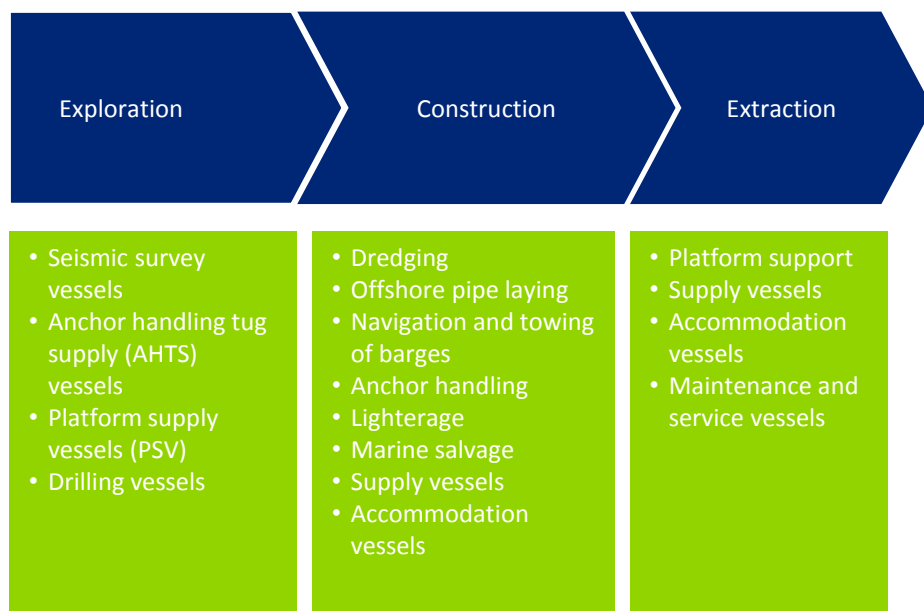 Exploration
Construction
Extraction
• Seismic survey
vessels
• Anchor handling tug
supply (AHTS)
vessels
• Platform supply
vessels (PSV)
• Drilling vessels
• Dredging
• Offshore pipe laying
• Navigation and towing
of barges
• Anchor handling
• Lighterage
• Marine salvage
• Supply vessels
• Accommodation
vessels
• Platform support
• Supply vessels
• Accommodation
vessels
• Maintenance and
service vessels